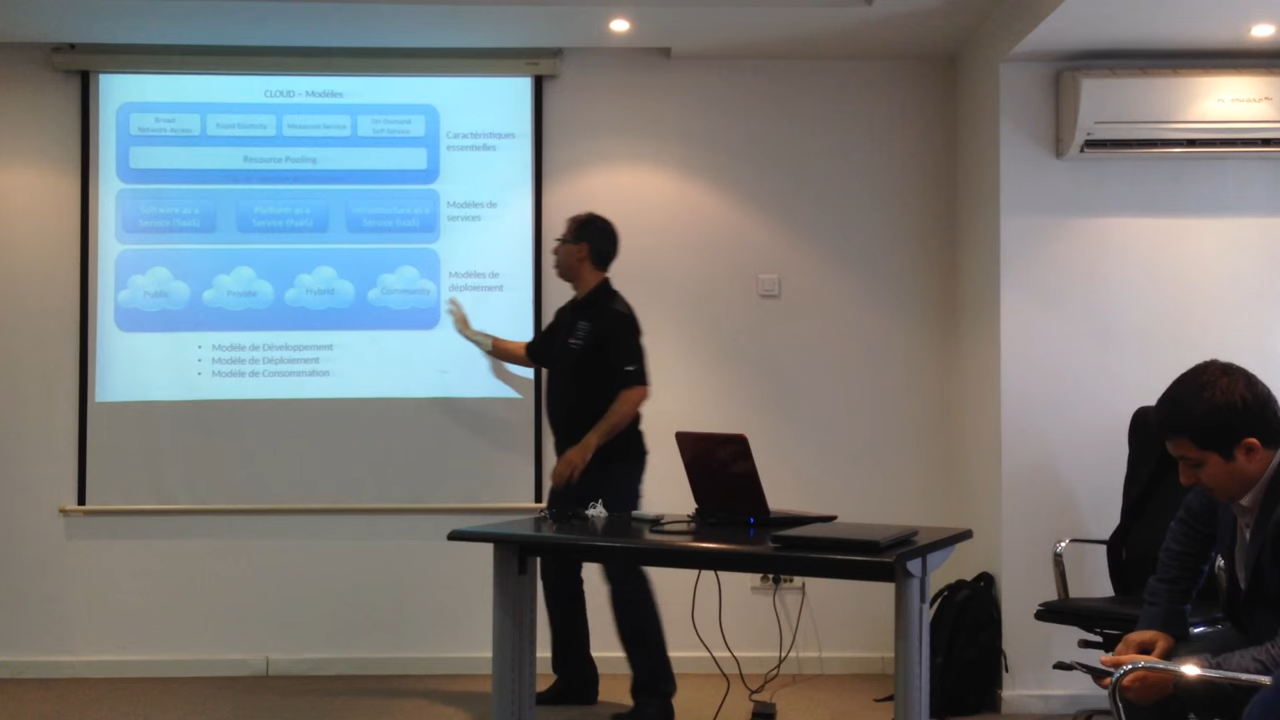 CLOUD – Modèles
Broad
Network Access
Rapid Elasticity
Measured Service
On-Demand
Self-Service
Resource Pooling
Caractéristiques
essentielles
Software as a
Service (SaaS)
Platform as a
Service (PaaS)
Infrastructure as a
Service (IaaS)
Modèles de
services
Public
Private
Hybrid
Community
Modèles de
déploiement
• Modèle de Développement
• Modèle de Déploiement
• Modèle de Consommation